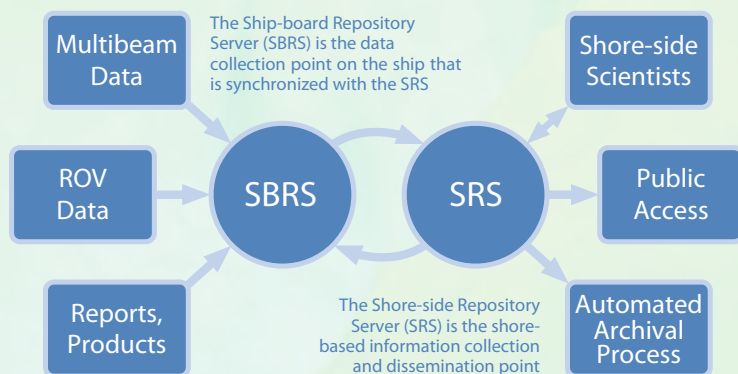 Multibeam
Data
The Ship-board Repository
Server (SBRS) is the data
collection point on the ship that
is synchronized with the SRS
Shore-side
Scientists
ROV
Data
SBRS
SRS
Public
Access
Reports,
Products
The Shore-side Repository
Server (SRS) is the shore-
based information collection
and dissemination point
Automated
Archival
Process